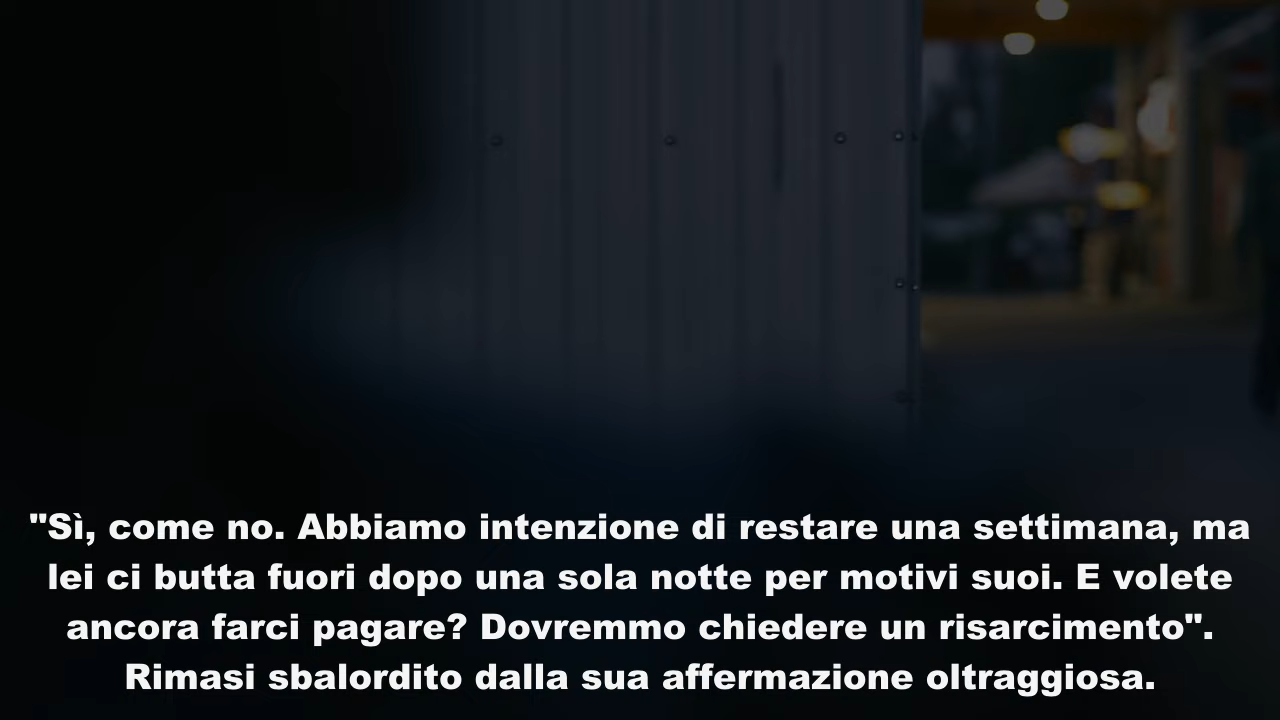 "Sì, come no. Abbiamo intenzione di restare una settimana, ma
lei ci butta fuori dopo una sola notte per motivi suoi. E volete
ancora farci pagare? Dovremmo chiedere un risarcimento".
Rimasi sbalordito dalla sua affermazione oltraggiosa.